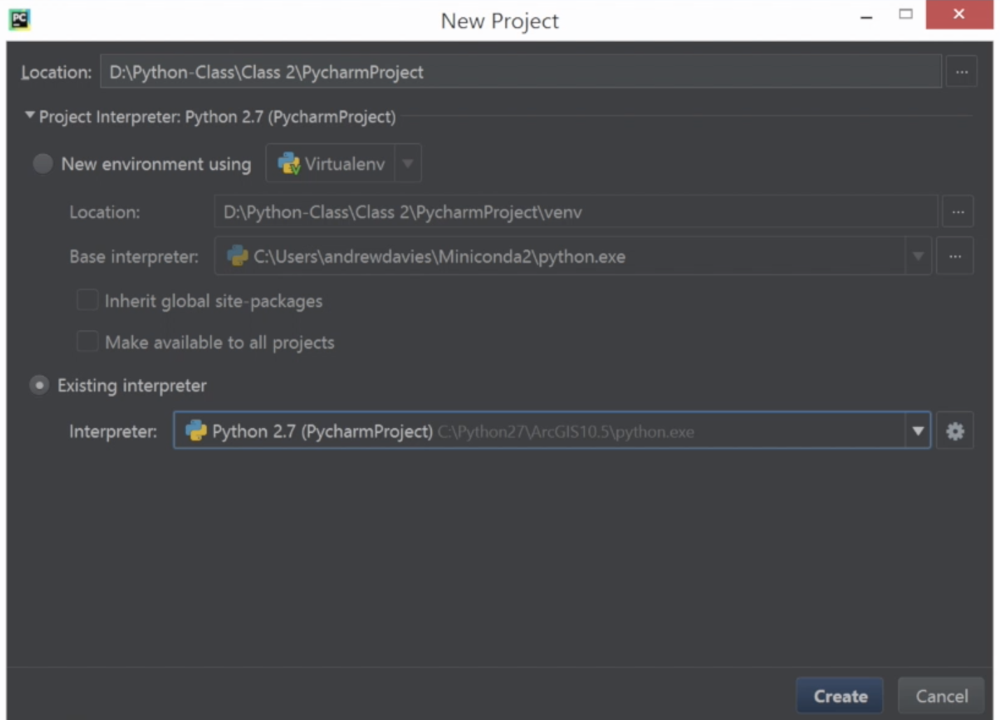 PC
New Project
Location: D:\Python-Class\Class 2\PycharmProject ...
Project Interpreter: Python 2.7 (PycharmProject)
New environment using Virtualenv
Location: D:\Python-Class\Class 2\PycharmProject\venv ...
Base interpreter: C:\Users\andrewdavies\Miniconda2\python.exe ...
Inherit global site-packages
Make available to all projects
Existing interpreter
Interpreter: Python 2.7 (PycharmProject) C:\Python27\ArcGIS10.5\python.exe
Create Cancel